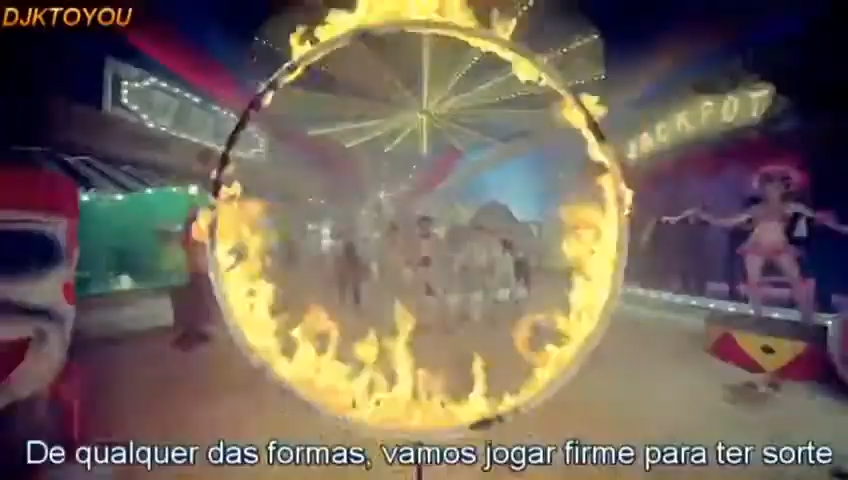 DJKTOYOU
JACKPOT
De qualquer das formas, vamos jogar firme para ter sorte